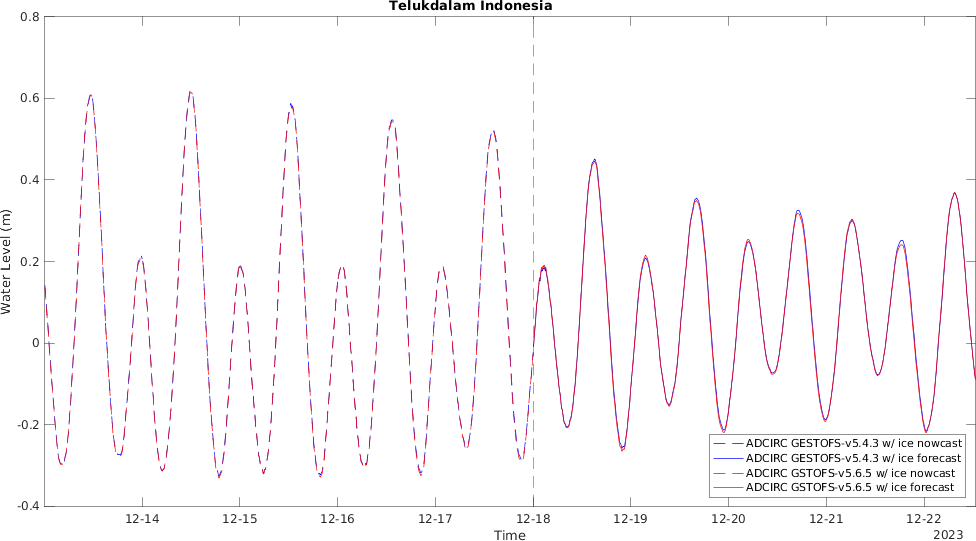 Telukdalam Indonesia
0.8
0.6
0.4
0.2
0
-0.2
-0.4
Water Level (m)
ADCIRC GESTOFS-v5.4.3 w/ ice nowcast
ADCIRC GESTOFS-v5.4.3 w/ ice forecast
ADCIRC GSTOFS-v5.6.5 w/ ice nowcast
ADCIRC GSTOFS-v5.6.5 w/ ice forecast
12-14 12-15 12-16 12-17 12-18 12-19 12-20 12-21 12-22
Time
2023